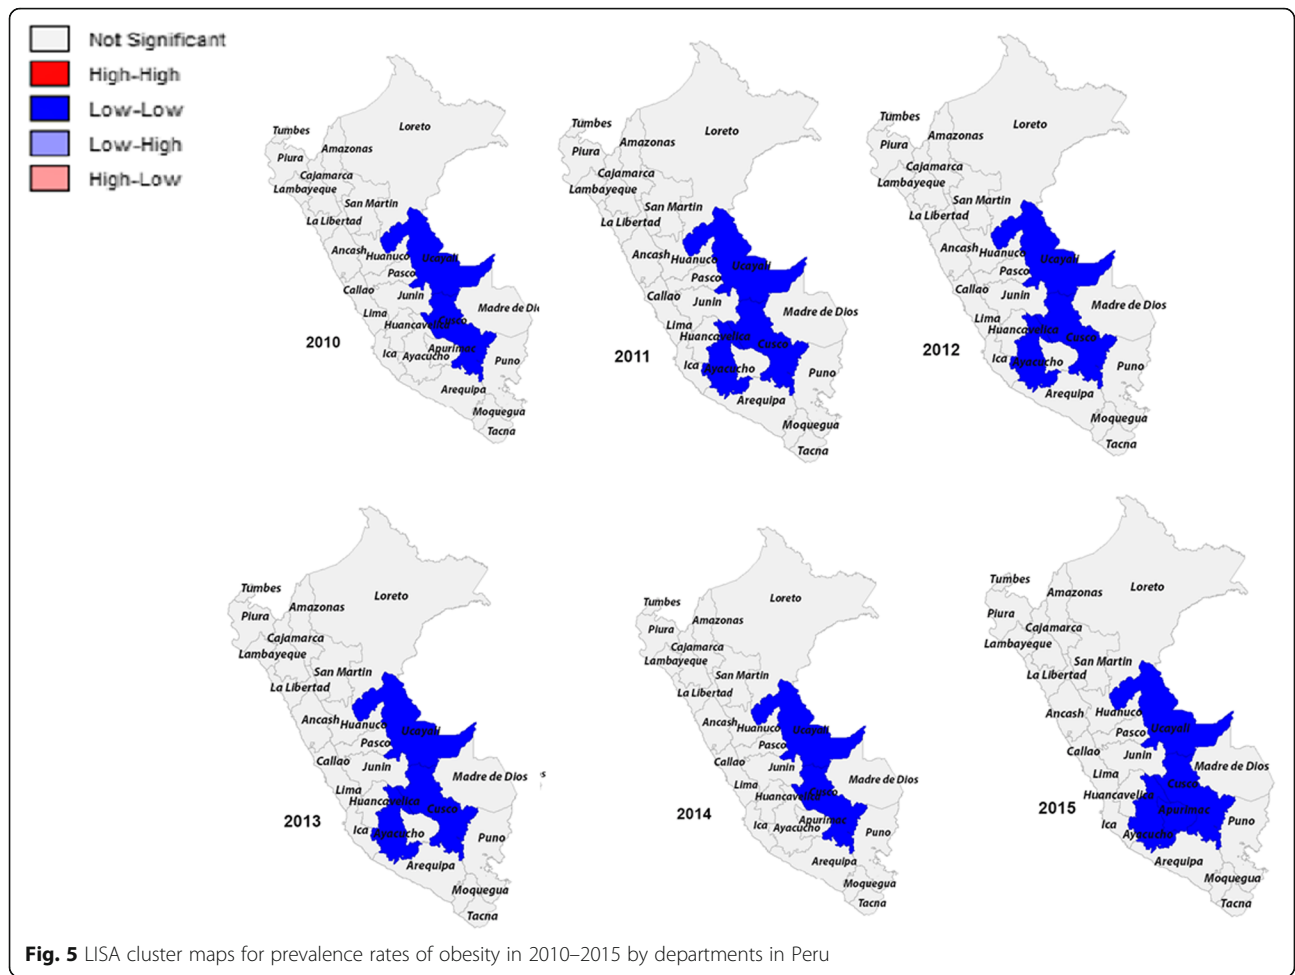 Not Significant
High-High
Low-Low
Low-High
High-Low
Tumbes
Loreto
Piura
Amazonas
Cajamarca
Lambayeque
San Martin
La Libertad
Ancash
Huanuco
Ucayali
Pasco
Callao
Junin
Madre de Dio
Lima
Huancavelica
Cusco
2010
Ica
Ayacucho
Apurimac
Puno
Arequipa
Moquegua
Tacna
Tumbes
Loreto
Piura
Amazonas
Cajamarca
Lambayeque
San Martin
La Libertad
Ancash
Huanuco
Ucayali
Pasco
Callao
Junin
Madre de Dios
Lima
Huancavelica
Cusco
2011
Ica
Ayacucho
Puno
Arequipa
Moquegua
Tacna
Tumbes
Loreto
Piura
Amazonas
Cajamarca
Lambayeque
San Martin
La Libertad
Ancash
Huanuco
Ucayali
Pasco
Callao
Junin
Madre de Dios
Lima
Huancavelica
Cusco
2012
Ica
Ayacucho
Puno
Arequipa
Moquegua
Tacna
Tumbes
Loreto
Piura
Amazonas
Cajamarca
Lambayeque
San Martin
La Libertad
Ancash
Huanuco
Ucayali
Pasco
Callao
Junin
Madre de Dios
Lima
Huancavelica
Cusco
2013
Ica
Ayacucho
Puno
Arequipa
Moquegua
Tacna
Tumbes
Loreto
Piura
Amazonas
Cajamarca
Lambayeque
San Martin
La Libertad
Ancash
Huanuco
Ucayali
Pasco
Callao
Junin
Madre de Dios
Lima
Huancavelica
Cusco
2014
Ica
Ayacucho
Apurimac
Puno
Arequipa
Moquegua
Tacna
Tumbes
Loreto
Piura
Amazonas
Cajamarca
Lambayeque
San Martin
La Libertad
Ancash
Huanuco
Ucayali
Pasco
Callao
Junin
Madre de Dios
Lima
Huancavelica
Cusco
2015
Ica
Ayacucho
Apurimac
Puno
Arequipa
Moquegua
Tacna
Fig. 5 LISA cluster maps for prevalence rates of obesity in 2010–2015 by departments in Peru